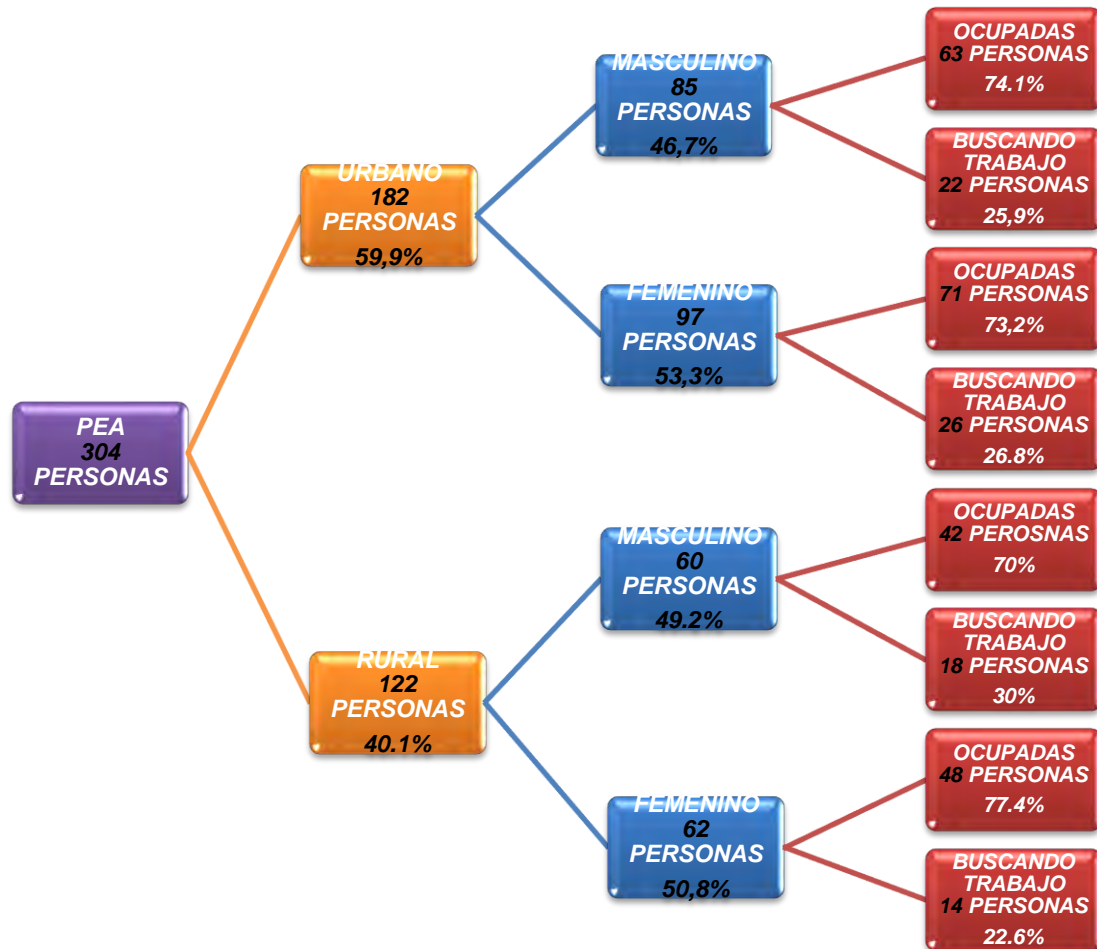 PEA
304
PERSONAS
URBANO
182
PERSONAS
59,9%
MASCULINO
85
PERSONAS
46,7%
OCUPADAS
63 PERSONAS
74.1%
BUSCANDO
TRABAJO
22 PERSONAS
25,9%
FEMENINO
97
PERSONAS
53,3%
OCUPADAS
71 PERSONAS
73,2%
BUSCANDO
TRABAJO
26 PERSONAS
26.8%
RURAL
122
PERSONAS
40.1%
MASCULINO
60
PERSONAS
49.2%
OCUPADAS
42 PEROSNAS
70%
BUSCANDO
TRABAJO
18 PERSONAS
30%
FEMENINO
62
PERSONAS
50,8%
OCUPADAS
48 PERSONAS
77.4%
BUSCANDO
TRABAJO
14 PERSONAS
22.6%